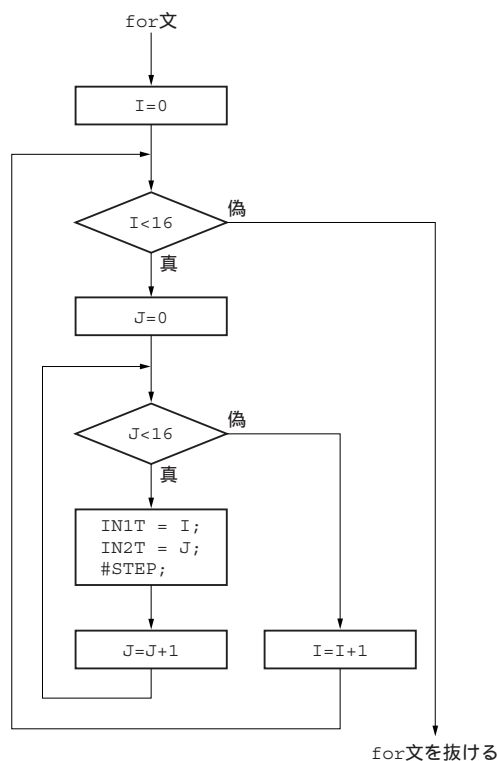 for文
I=0
I<16
偽
真
J=0
J<16
偽
真
IN1T = I;
IN2T = J;
#STEP;
J=J+1
I=I+1
for文を抜ける